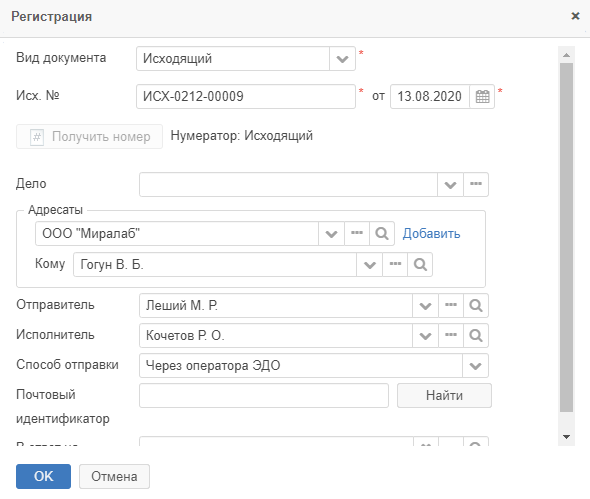 Регистрация
Вид документа Исходящий *
Исх. № ИСХ-0212-00009 * от 13.08.2020 *
# Получить номер Нумератор: Исходящий
Дело
Адресаты
ООО "Миралаб" Добавить
Кому Гогун В. Б.
Отправитель Леший М. Р.
Исполнитель Кочетов Р. О.
Способ отправки Через оператора ЭДО
Почтовый Найти
идентификатор
В ответ на
OK Отмена